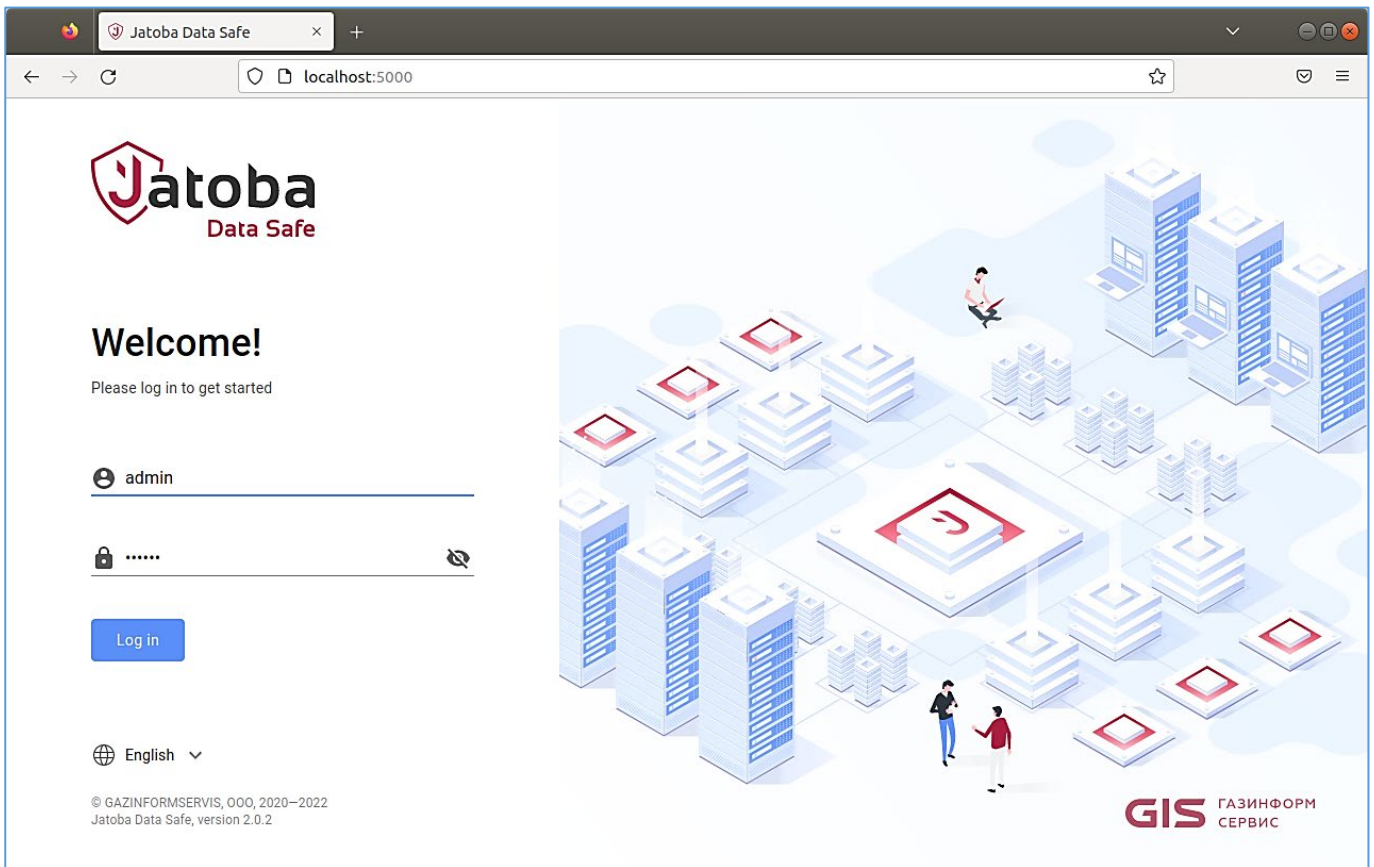 Jatoba Data Safe
localhost:5000
Jatoba
Data Safe
Welcome!
Please log in to get started
admin
••••••
Log in
English
© GAZINFORMSERVIS, OOO, 2020—2022
Jatoba Data Safe, version 2.0.2
GIS ГАЗИНФОРМ
СЕРВИС